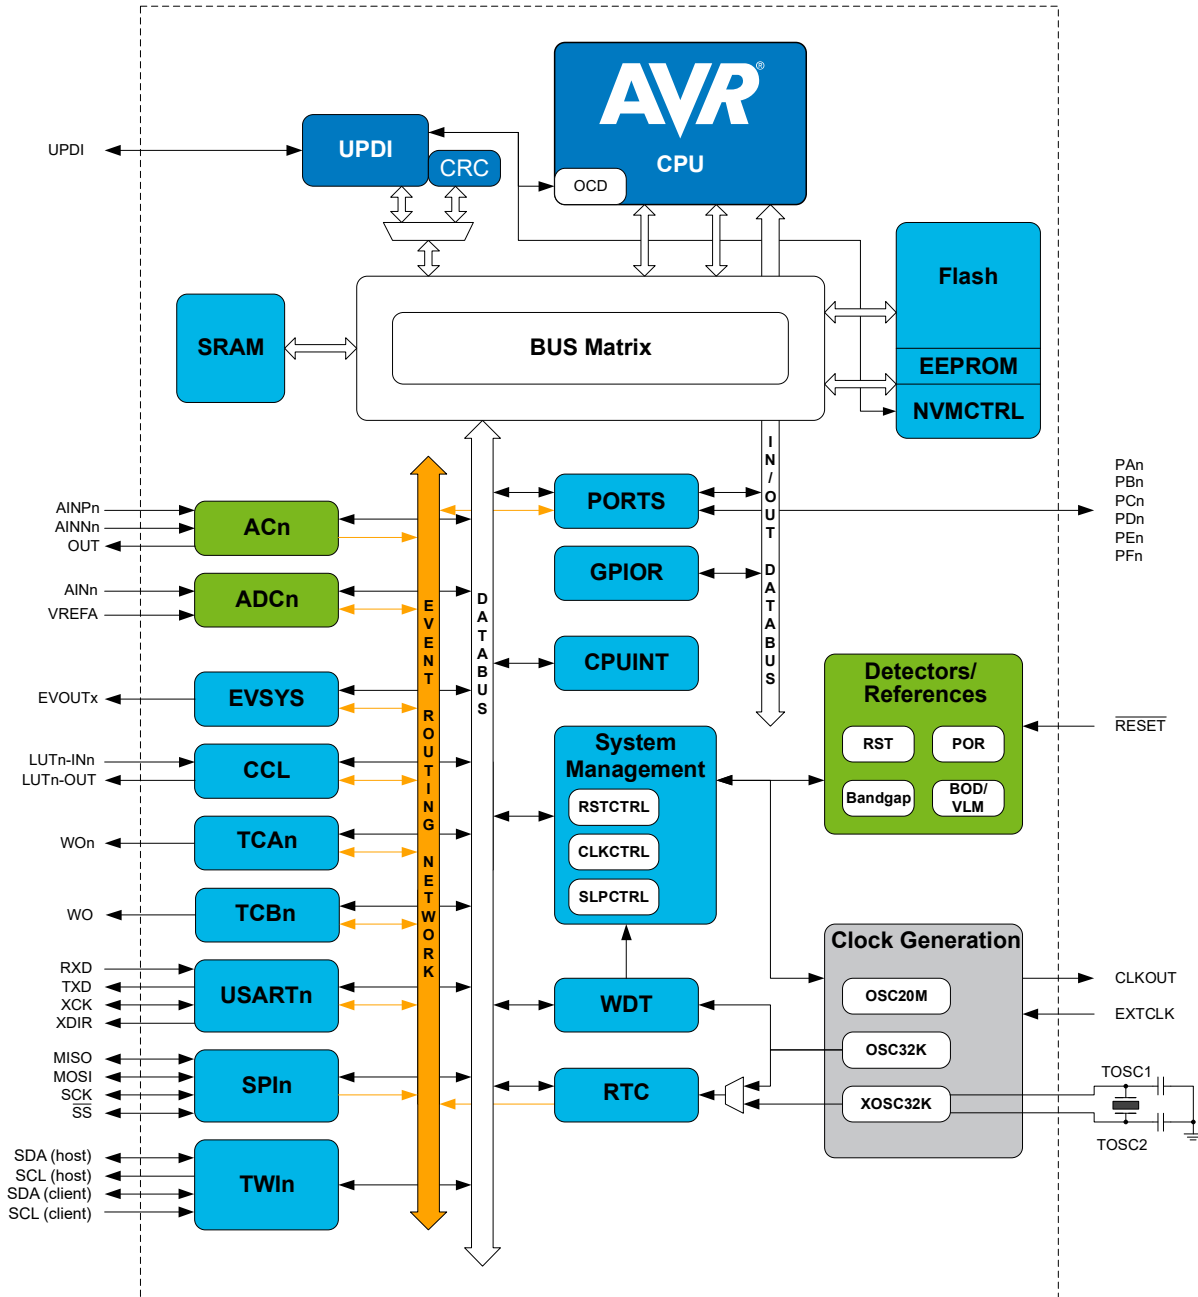 AVR®
CPU
OCD
UPDI
UPDI
CRC
Flash
EEPROM
NVMCTRL
SRAM
BUS Matrix
IN/OUT DATABUS
DATABUS
EVENT ROUTING NETWORK
AINPn
AINNn
OUT
ACn
AINn
VREFA
ADCn
EVOUTx
EVSYS
LUTn-INn
LUTn-OUT
CCL
WOn
TCAn
WO
TCBn
RXD
TXD
XCK
XDIR
USARTn
MISO
MOSI
SCK
SS
SPIn
SDA (host)
SCL (host)
SDA (client)
SCL (client)
TWIn
PORTS
GPIOR
CPUINT
System
Management
RSTCTRL
CLKCTRL
SLPCTRL
WDT
RTC
PAn
PBn
PCn
PDn
PEn
PFn
Detectors/
References
RST
POR
Bandgap
BOD/
VLM
RESET
Clock Generation
OSC20M
OSC32K
XOSC32K
CLKOUT
EXTCLK
TOSC1
TOSC2